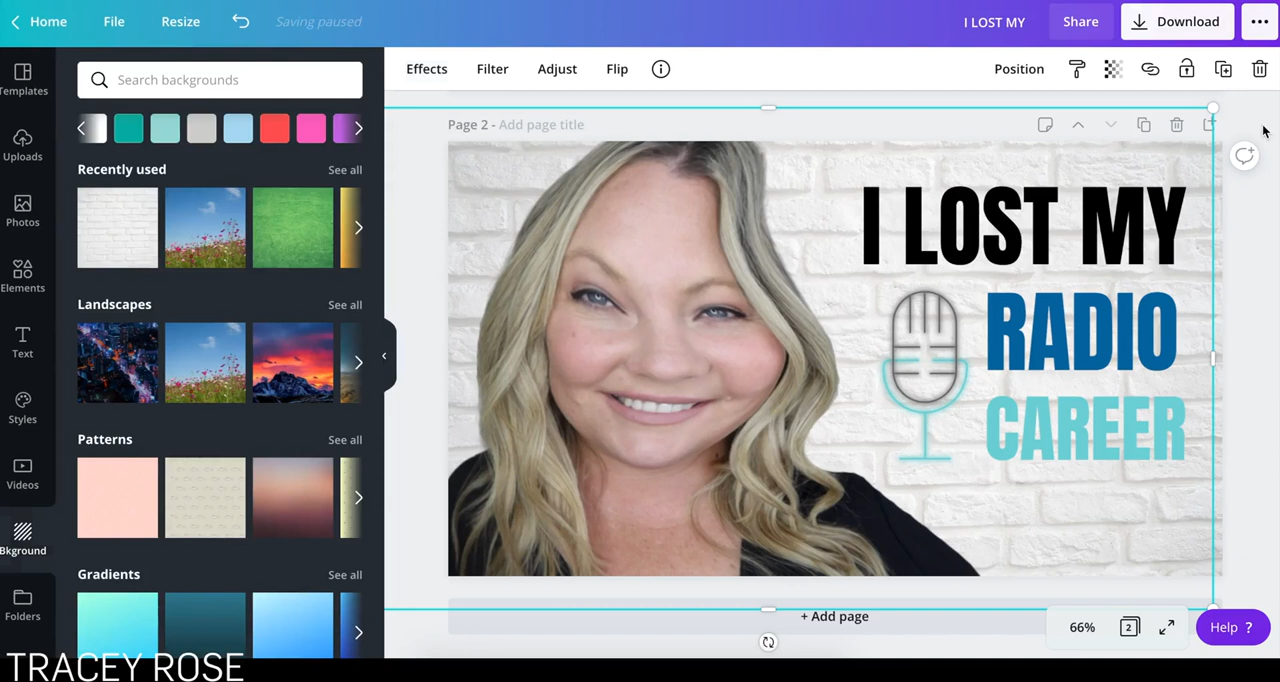 Home File Resize Saving paused I LOST MY Share Download
Templates
Uploads
Photos
Elements
Text
Styles
Videos
Bkground
Folders
Search backgrounds
Recently used See all
Landscapes See all
Patterns See all
Gradients See all
Effects Filter Adjust Flip Position
Page 2 - Add page title
I LOST MY
RADIO
CAREER
+ Add page
66% 2 Help ?
TRACEY ROSE